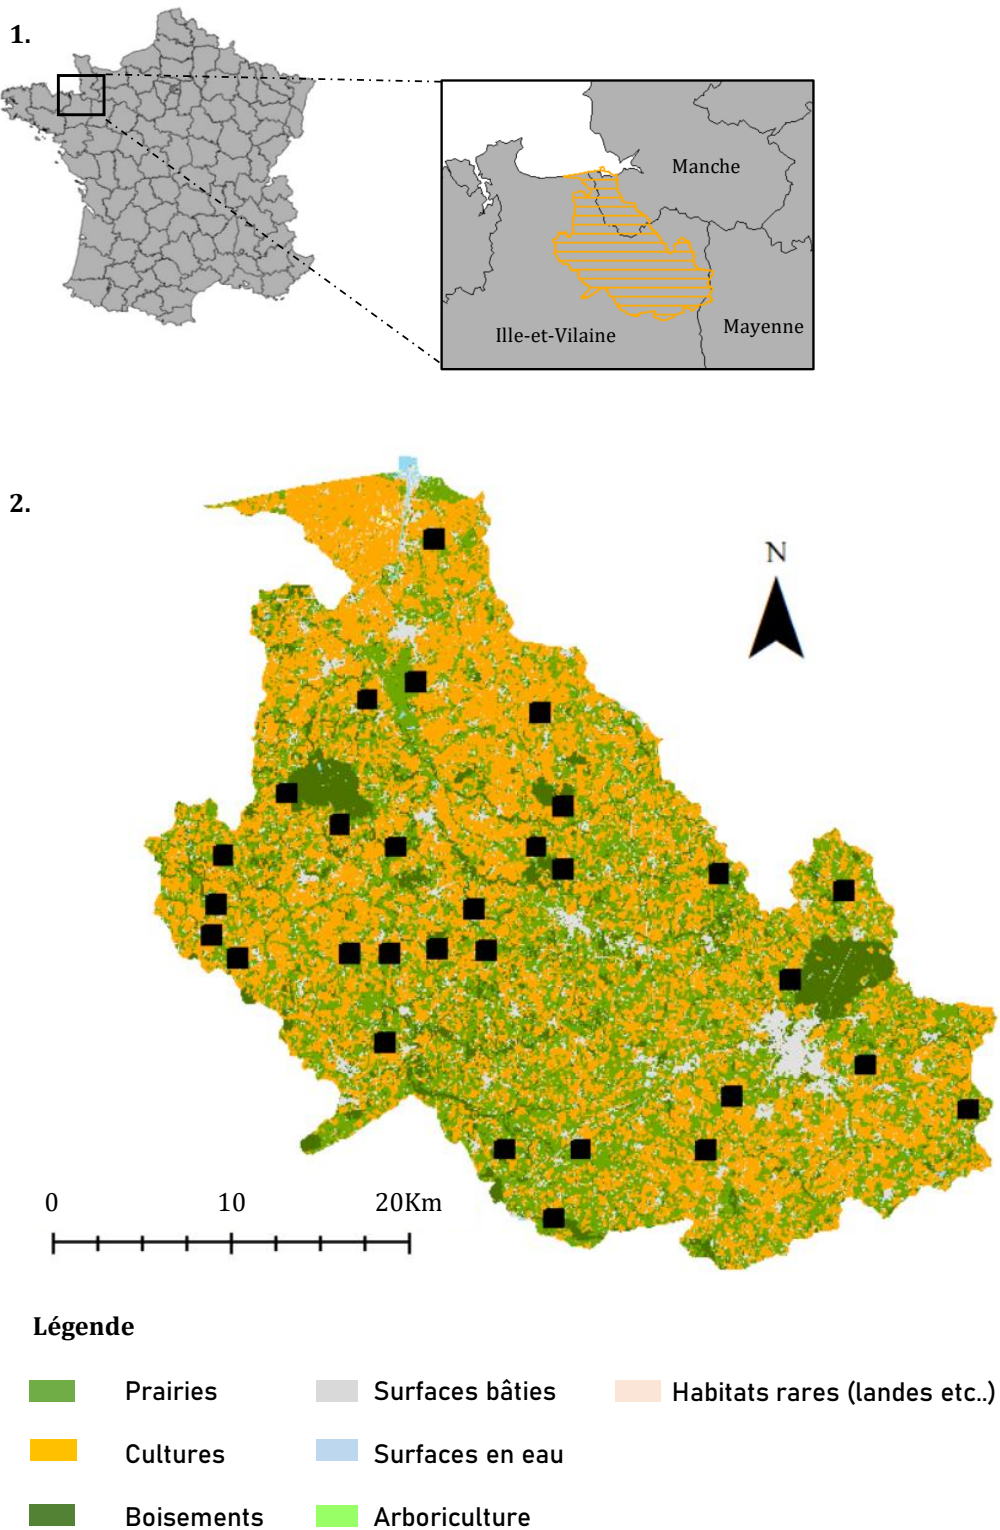 1.
Manche
Ille-et-Vilaine
Mayenne
2.
N
0 10 20Km
Légende
Prairies
Surfaces bâties
Habitats rares (landes etc..)
Cultures
Surfaces en eau
Boisements
Arboriculture